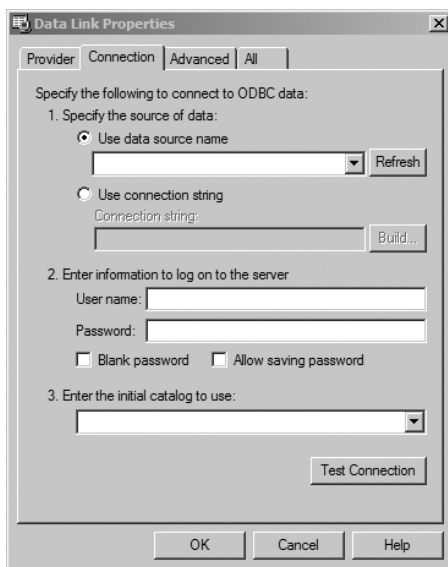 Data Link Properties
Provider Connection Advanced All
Specify the following to connect to ODBC data:
1. Specify the source of data:
Use data source name
Refresh
Use connection string
Connection string:
Build...
2. Enter information to log on to the server
User name:
Password:
Blank password Allow saving password
3. Enter the initial catalog to use:
Test Connection
OK Cancel Help